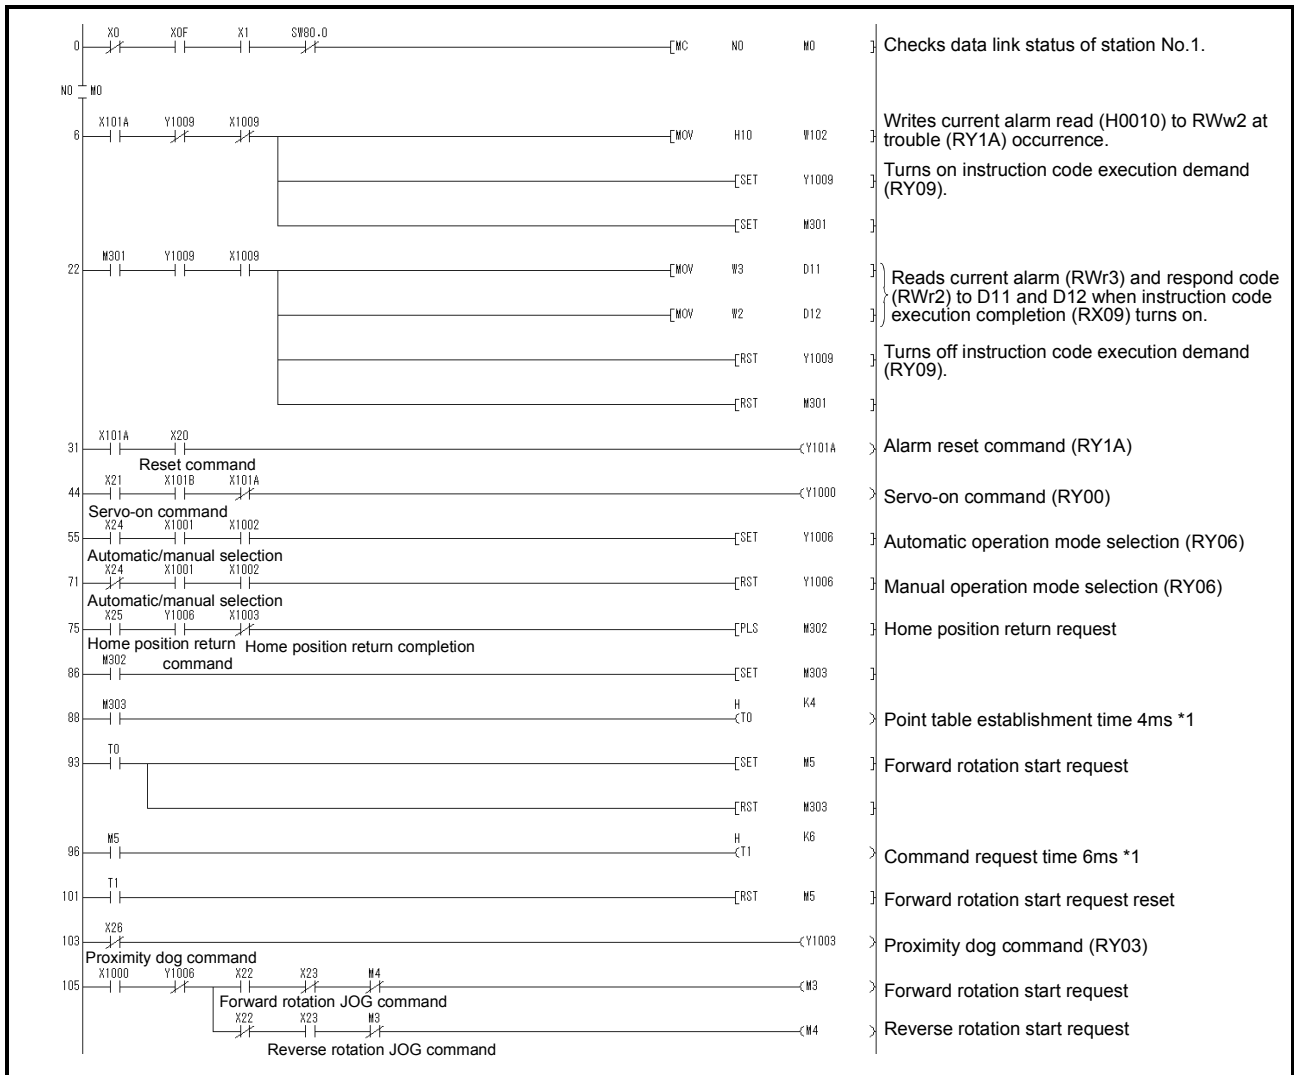 X0 X0F X1 SW80.0
0 [MC N0 M0 ] Checks data link status of station No.1.
N0 M0
X101A Y1009 X1009
6 [MOV H10 W102 ] Writes current alarm read (H0010) to RWw2 at
trouble (RY1A) occurrence.
[SET Y1009 ] Turns on instruction code execution demand
(RY09).
[SET M301 ]
M301 Y1009 X1009
22 [MOV W3 D11 ] Reads current alarm (RWr3) and respond code
(RWr2) to D11 and D12 when instruction code
[MOV W2 D12 ] execution completion (RX09) turns on.
[RST Y1009 ] Turns off instruction code execution demand
(RY09).
[RST M301 ]
X101A X20
31 (Y101A ) Alarm reset command (RY1A)
Reset command
X21 X101B X101A
44 (Y1000 ) Servo-on command (RY00)
Servo-on command
X24 X1001 X1002
55 [SET Y1006 ] Automatic operation mode selection (RY06)
Automatic/manual selection
X24 X1001 X1002
71 [RST Y1006 ] Manual operation mode selection (RY06)
Automatic/manual selection
X25 Y1006 X1003
75 [PLS M302 ] Home position return request
Home position return command Home position return completion
M302
86 [SET M303 ]
M303 H K4
88 (T0 ) Point table establishment time 4ms *1
T0
93 [SET M5 ] Forward rotation start request
[RST M303 ]
M5 H K6
96 (T1 ) Command request time 6ms *1
T1
101 [RST M5 ] Forward rotation start request reset
X26
103 (Y1003 ) Proximity dog command (RY03)
Proximity dog command
X1000 Y1006 X22 X23 M4
105 (M3 ) Forward rotation start request
Forward rotation JOG command
X22 X23 M3
(M4 ) Reverse rotation start request
Reverse rotation JOG command